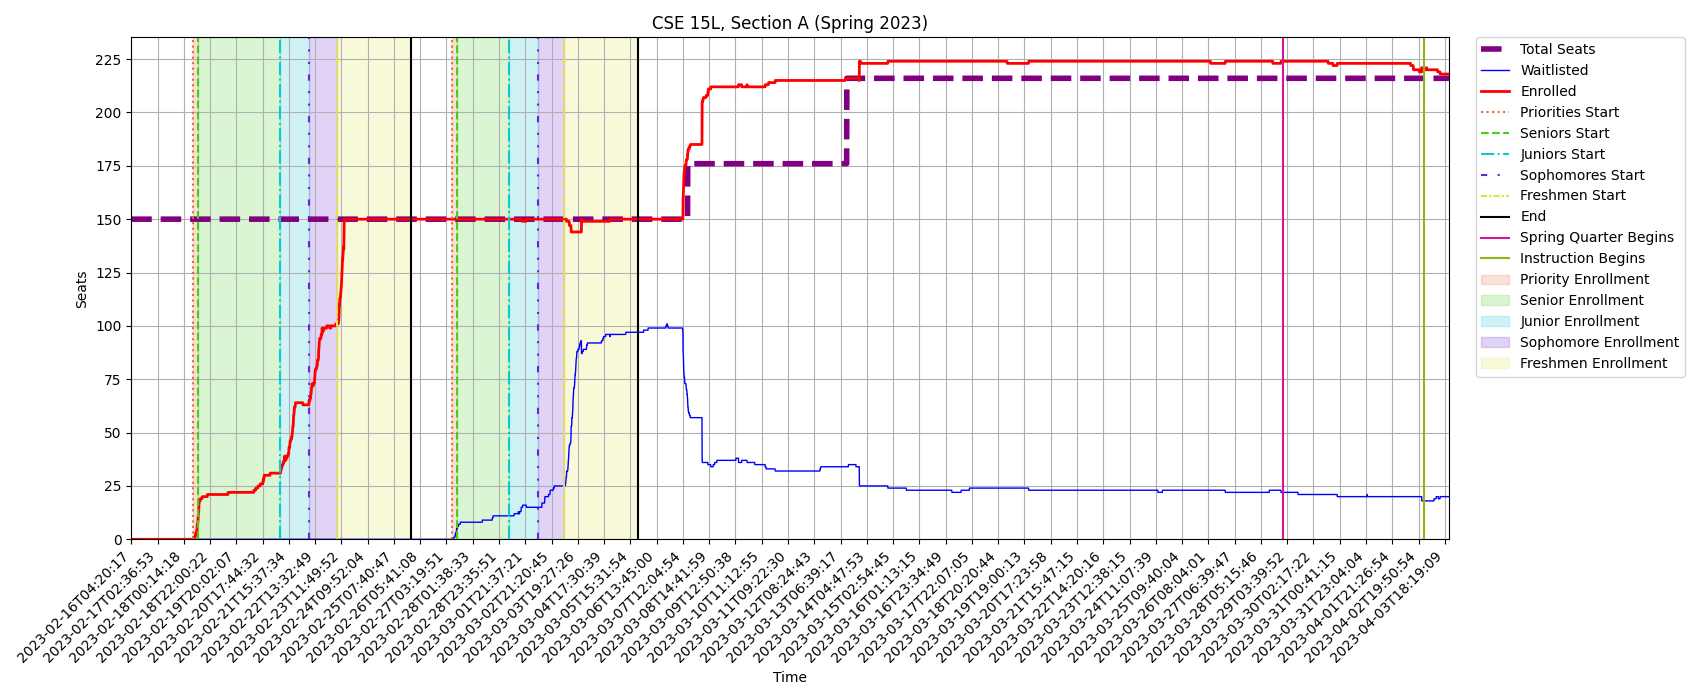 CSE 15L, Section A (Spring 2023)
Seats
225
200
175
150
125
100
75
50
25
0
2023-02-16T04:20:17
2023-02-17T02:36:53
2023-02-18T00:14:18
2023-02-18T22:00:22
2023-02-19T20:02:07
2023-02-20T17:44:32
2023-02-21T15:37:34
2023-02-22T13:32:49
2023-02-23T11:49:52
2023-02-24T09:52:04
2023-02-25T07:40:47
2023-02-26T05:41:08
2023-02-27T03:19:51
2023-02-28T01:38:33
2023-02-28T23:35:51
2023-03-01T21:37:21
2023-03-02T21:20:45
2023-03-03T19:27:26
2023-03-04T17:30:39
2023-03-05T15:31:54
2023-03-06T13:45:00
2023-03-07T12:04:54
2023-03-08T14:41:59
2023-03-09T12:50:38
2023-03-10T11:12:55
2023-03-11T09:22:30
2023-03-12T08:24:43
2023-03-13T06:39:17
2023-03-14T04:47:53
2023-03-15T02:54:45
2023-03-16T01:13:15
2023-03-16T23:34:49
2023-03-17T22:07:05
2023-03-18T20:20:44
2023-03-19T19:00:13
2023-03-20T17:23:58
2023-03-21T15:47:15
2023-03-22T14:20:16
2023-03-23T12:38:15
2023-03-24T11:07:39
2023-03-25T09:40:04
2023-03-26T08:04:01
2023-03-27T06:39:47
2023-03-28T05:15:46
2023-03-29T03:39:52
2023-03-30T02:17:22
2023-03-31T00:41:15
2023-03-31T23:04:04
2023-04-01T21:26:54
2023-04-02T19:50:54
2023-04-03T18:19:09
Time
Total Seats
Waitlisted
Enrolled
Priorities Start
Seniors Start
Juniors Start
Sophomores Start
Freshmen Start
End
Spring Quarter Begins
Instruction Begins
Priority Enrollment
Senior Enrollment
Junior Enrollment
Sophomore Enrollment
Freshmen Enrollment